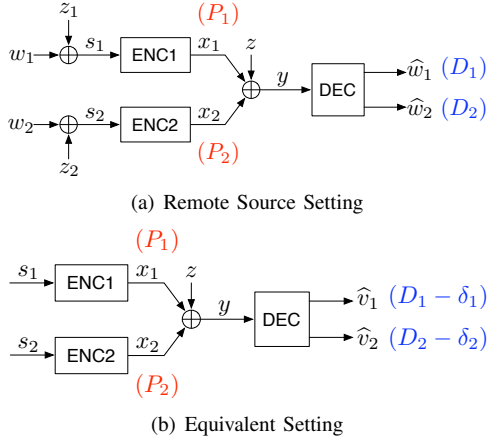 z₁ (P₁)
w₁ s₁ ENC1 x₁ z
y DEC ŵ₁ (D₁)
w₂ s₂ ENC2 x₂ ŵ₂ (D₂)
z₂ (P₂)
(a) Remote Source Setting
(P₁)
s₁ ENC1 x₁ z
y DEC v̂₁ (D₁ − δ₁)
s₂ ENC2 x₂ v̂₂ (D₂ − δ₂)
(P₂)
(b) Equivalent Setting